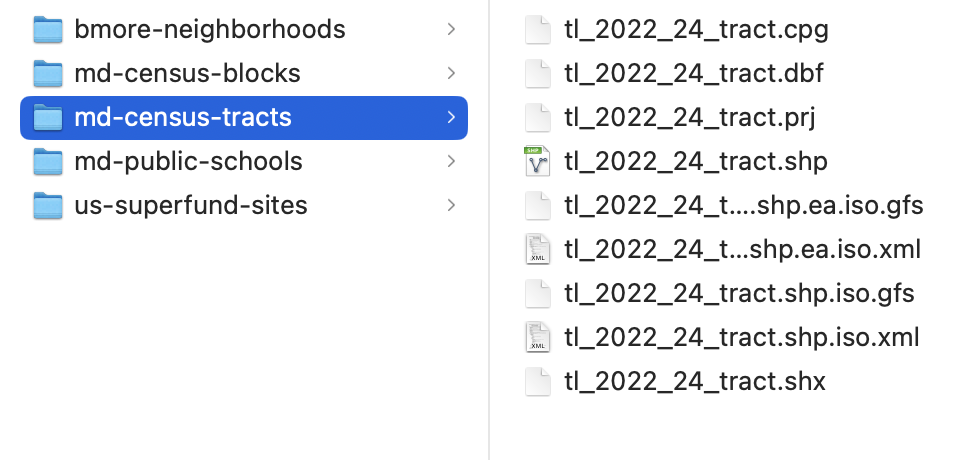 bmore-neighborhoods
md-census-blocks
md-census-tracts
md-public-schools
us-superfund-sites
tl_2022_24_tract.cpg
tl_2022_24_tract.dbf
tl_2022_24_tract.prj
SHP
tl_2022_24_tract.shp
tl_2022_24_t....shp.ea.iso.gfs
XML
tl_2022_24_t...shp.ea.iso.xml
tl_2022_24_tract.shp.iso.gfs
XML
tl_2022_24_tract.shp.iso.xml
tl_2022_24_tract.shx